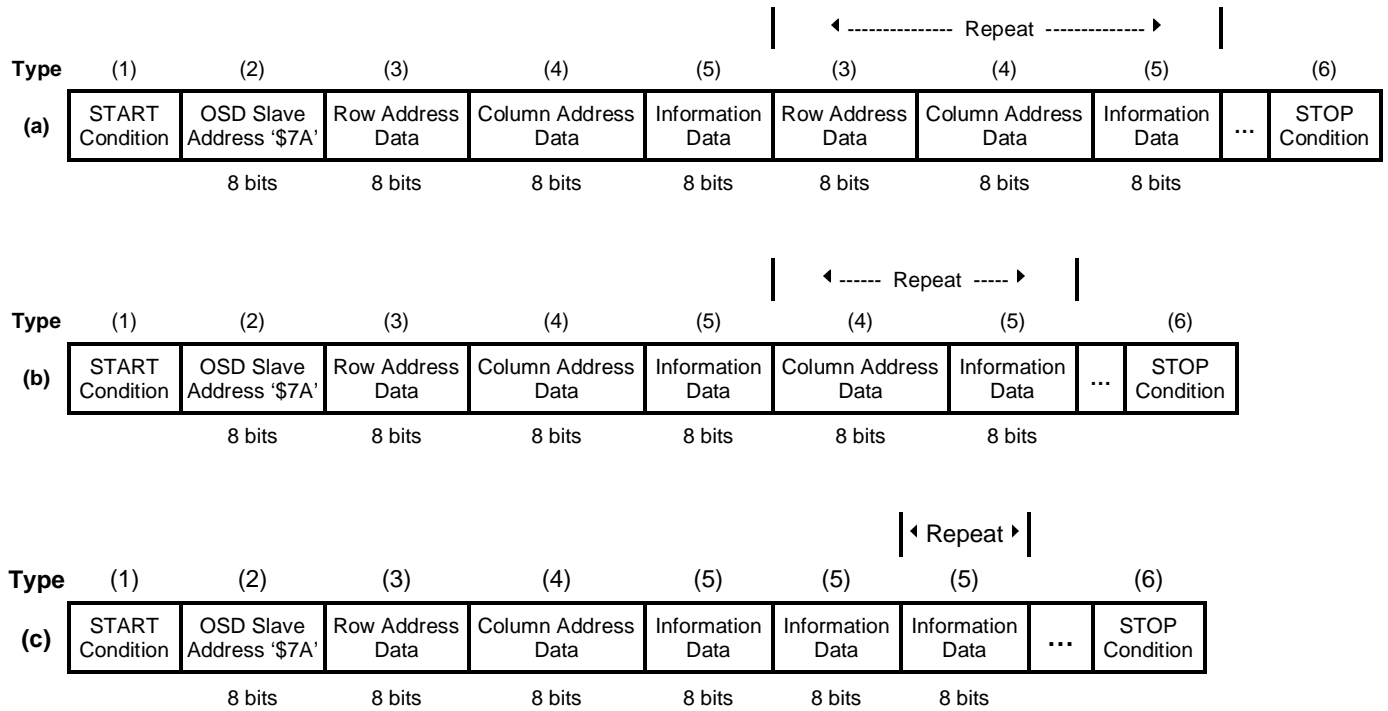 ◄ --------------- Repeat -------------- ►
Type (1) (2) (3) (4) (5) (3) (4) (5) (6)
(a) START Condition OSD Slave Address ‘$7A’ Row Address Data Column Address Data Information Data Row Address Data Column Address Data Information Data ... STOP Condition
8 bits 8 bits 8 bits 8 bits 8 bits 8 bits 8 bits
◄ ------ Repeat ----- ►
Type (1) (2) (3) (4) (5) (4) (5) (6)
(b) START Condition OSD Slave Address ‘$7A’ Row Address Data Column Address Data Information Data Column Address Data Information Data ... STOP Condition
8 bits 8 bits 8 bits 8 bits 8 bits 8 bits
◄ Repeat ►
Type (1) (2) (3) (4) (5) (5) (5) (6)
(c) START Condition OSD Slave Address ‘$7A’ Row Address Data Column Address Data Information Data Information Data Information Data ... STOP Condition
8 bits 8 bits 8 bits 8 bits 8 bits 8 bits